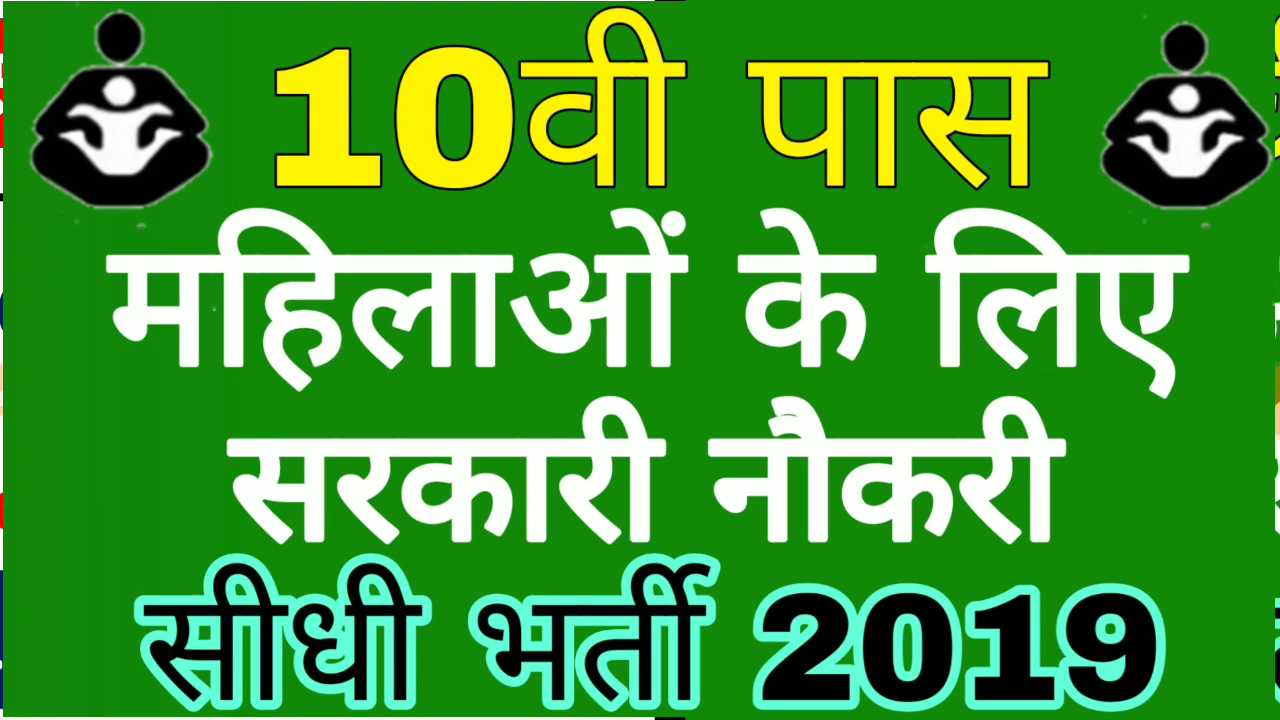 10वी पास
महिलाओं के लिए
सरकारी नौकरी
सीधी भर्ती 2019